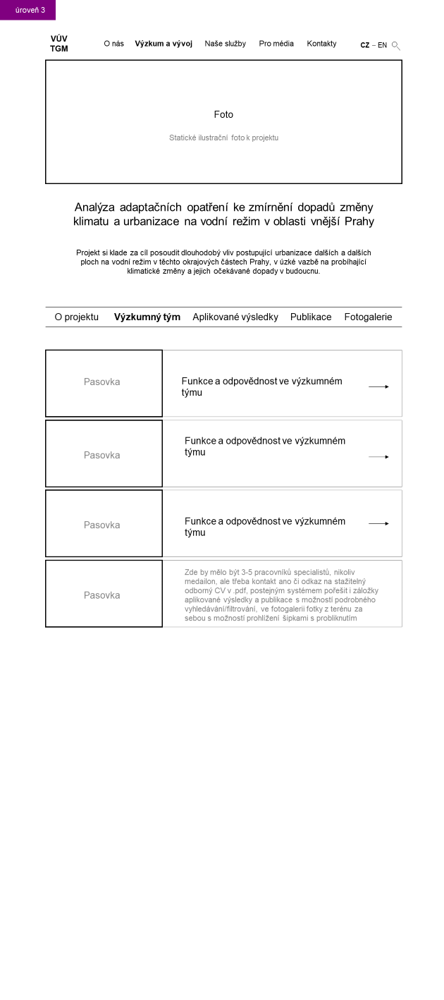 úroveň 3
VÚV
TGM
O nás Výzkum a vývoj Naše služby Pro média Kontakty CZ – EN
Foto
Statické ilustrační foto k projektu
Analýza adaptačních opatření ke zmírnění dopadů změny
klimatu a urbanizace na vodní režim v oblasti vnější Prahy
Projekt si klade za cíl posoudit dlouhodobý vliv postupující urbanizace dalších a dalších
ploch na vodní režim v těchto okrajových částech Prahy, v úzké vazbě na probíhající
klimatické změny a jejich očekávané dopady v budoucnu.
O projektu Výzkumný tým Aplikované výsledky Publikace Fotogalerie
Pasovka
Funkce a odpovědnost ve výzkumném
týmu
Pasovka
Funkce a odpovědnost ve výzkumném
týmu
Pasovka
Funkce a odpovědnost ve výzkumném
týmu
Pasovka
Zde by mělo být 3-5 pracovníků specialistů, nikoliv
medailon, ale třeba kontakt ano či odkaz na stažitelný
odborný CV v .pdf, postejným systémem pořešit i záložky
aplikované výsledky a publikace s možností podrobného
vyhledávání/filtrování, ve fotogalerii fotky z terénu za
sebou s možností prohlížení šipkami s probliknutím